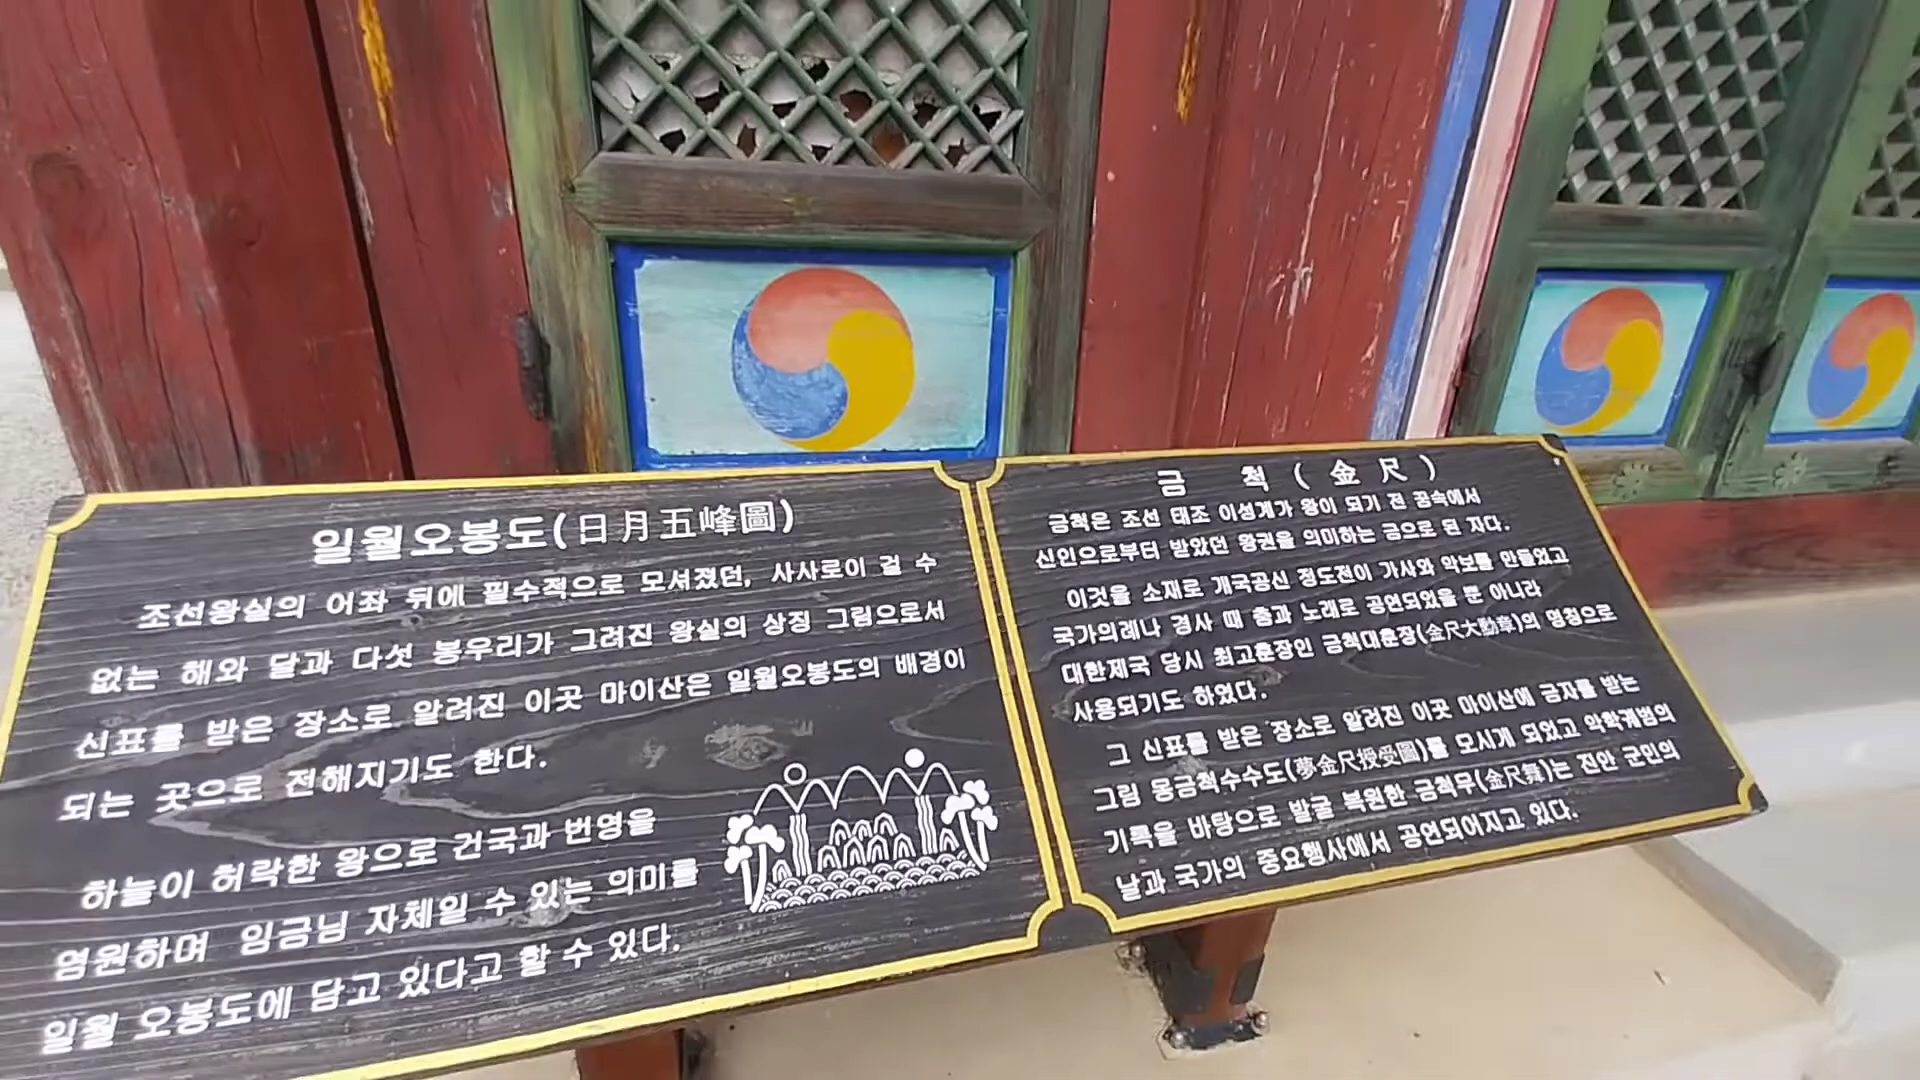 일월오봉도(日月五峰圖)
조선왕실의 어좌 뒤에 필수적으로 모셔졌던, 사사로이 걸 수
없는 해와 달과 다섯 봉우리가 그려진 왕실의 상징 그림으로서
신표를 받은 장소로 알려진 이곳 마이산은 일월오봉도의 배경이
되는 곳으로 전해지기도 한다.
하늘이 허락한 왕으로 건국과 번영을
염원하며 임금님 자체일 수 있는 의미를
일월 오봉도에 담고 있다고 할 수 있다.
금 척 (金尺)
금척은 조선 태조 이성계가 왕이 되기 전 꿈속에서
신인으로부터 받았던 왕권을 의미하는 금으로 된 자다.
이것을 소재로 개국공신 정도전이 가사와 악보를 만들었고
국가의례나 경사 때 춤과 노래로 공연되었을 뿐 아니라
대한제국 당시 최고훈장인 금척대훈장(金尺大勳章)의 명칭으로
사용되기도 하였다.
그 신표를 받은 장소로 알려진 이곳 마이산에 금자를 받는
그림 몽금척수수도(夢金尺授受圖)를 모시게 되었고 악학궤범의
기록을 바탕으로 발굴 복원한 금척무(金尺舞)는 진안 군민의
날과 국가의 중요행사에서 공연되어지고 있다.